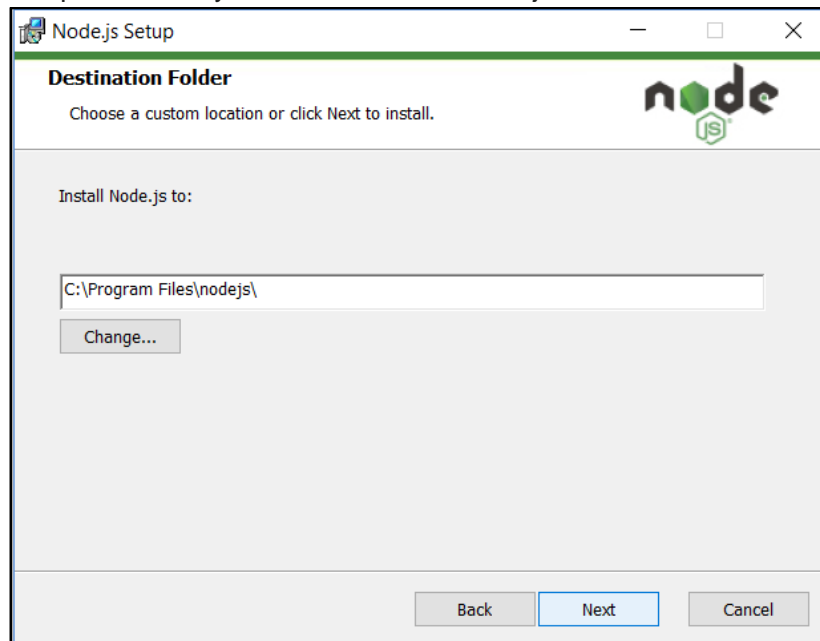 Node.js Setup
Destination Folder
Choose a custom location or click Next to install.
node
JS
Install Node.js to:
C:\Program Files\nodejs\
Change...
Back Next Cancel